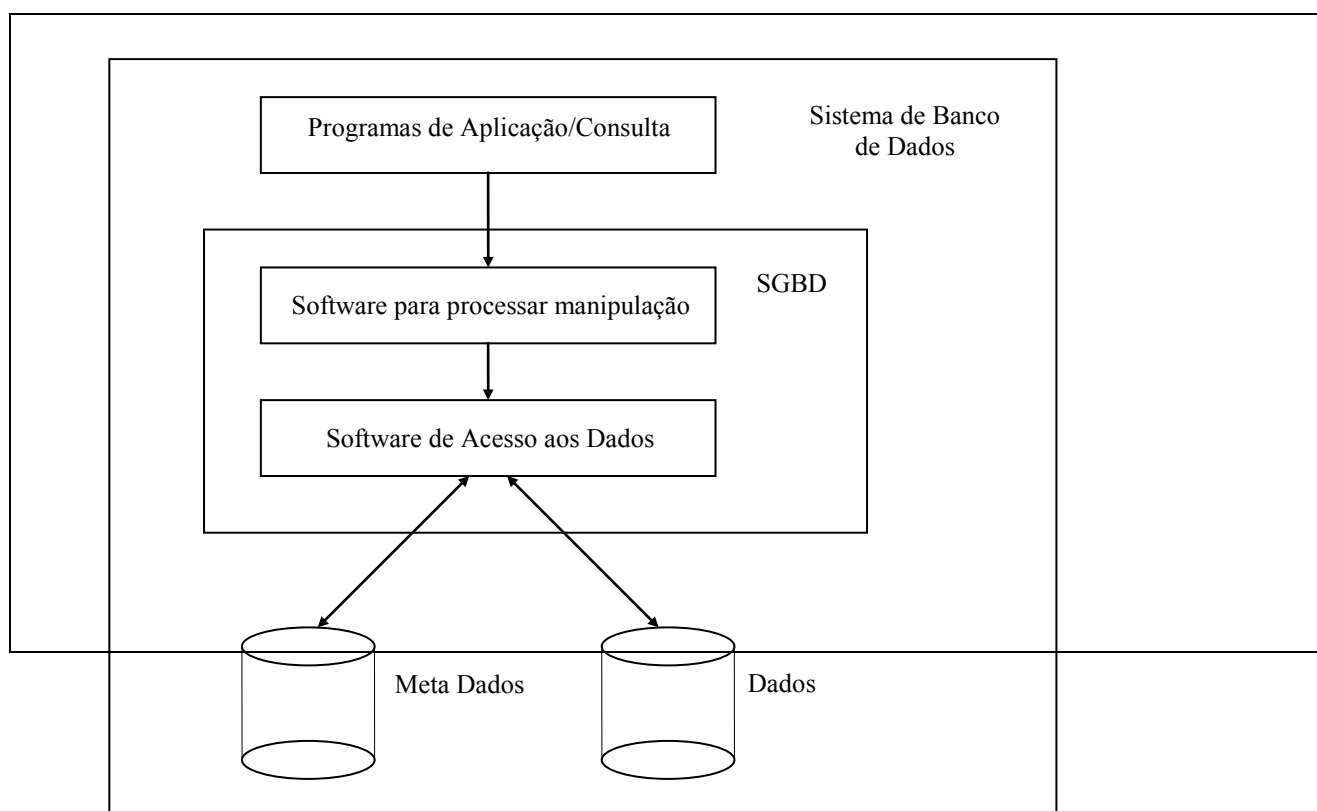 Programas de Aplicação/Consulta
Sistema de Banco
de Dados
SGBD
Software para processar manipulação
Software de Acesso aos Dados
Meta Dados
Dados